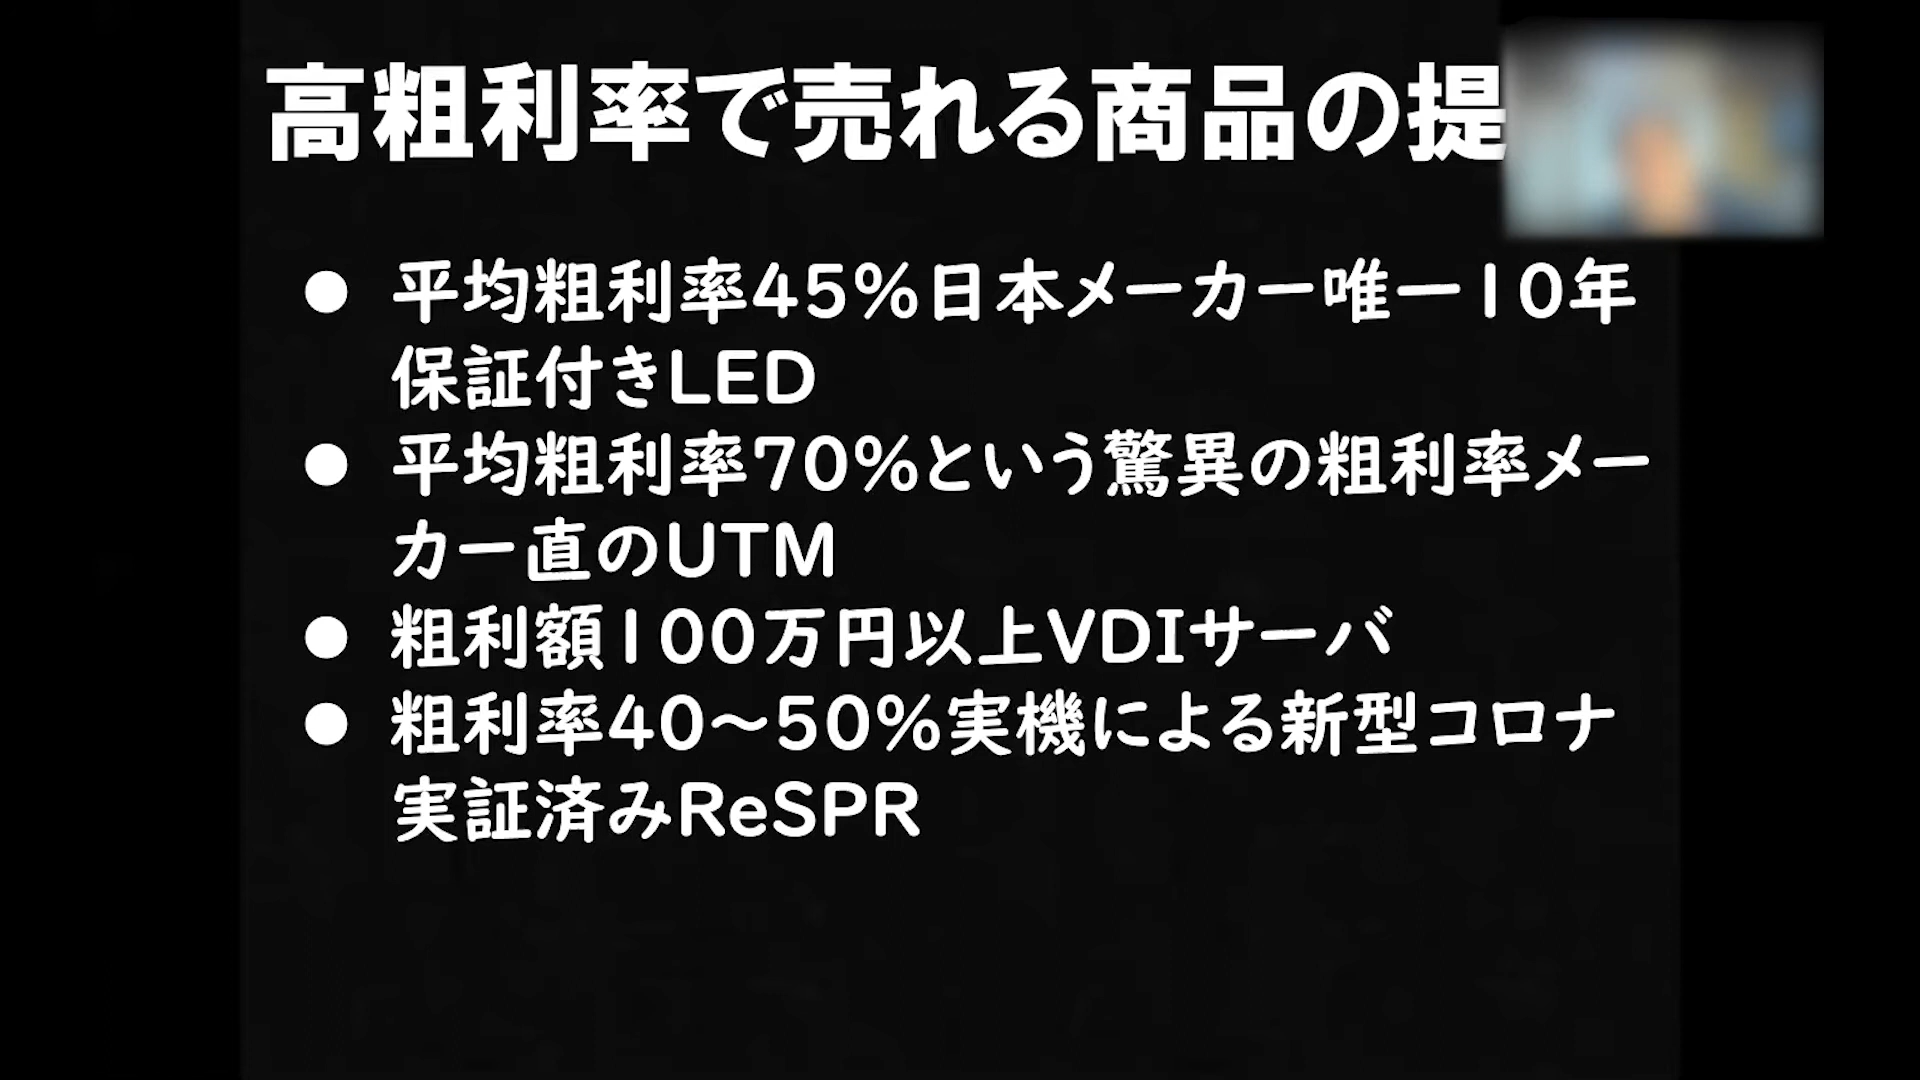 高粗利率で売れる商品の提
● 平均粗利率45%日本メーカー唯一10年
保証付きLED
● 平均粗利率70%という驚異の粗利率メー
カー直のUTM
● 粗利額100万円以上VDIサーバ
● 粗利率40〜50%実機による新型コロナ
実証済みReSPR